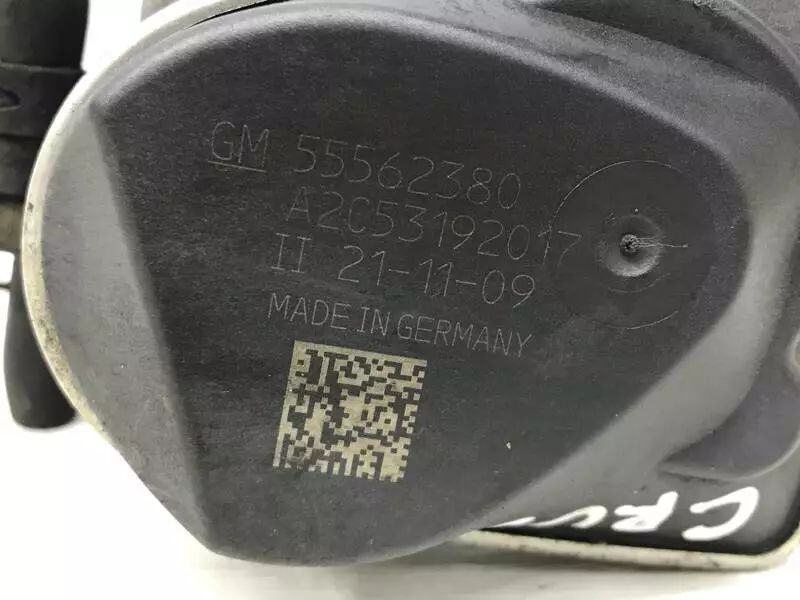 GM 55562380
A2C53192017
II 21-11-09
MADE IN GERMANY